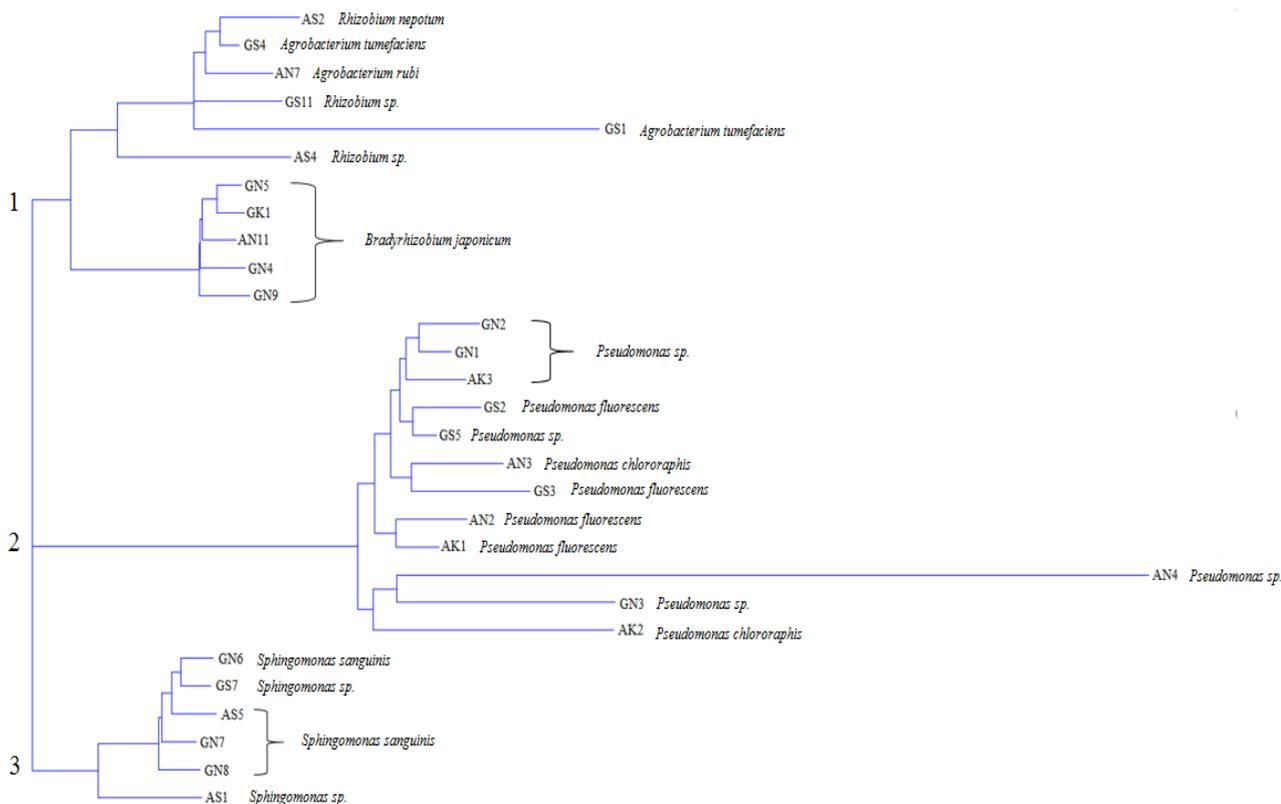 AS2 Rhizobium nepotum
GS4 Agrobacterium tumefaciens
AN7 Agrobacterium rubi
GS11 Rhizobium sp.
GS1 Agrobacterium tumefaciens
AS4 Rhizobium sp.
1
GN5
GK1
AN11
Bradyrhizobium japonicum
GN4
GN9
GN2
GN1
Pseudomonas sp.
AK3
GS2 Pseudomonas fluorescens
GS5 Pseudomonas sp.
AN3 Pseudomonas chlororaphis
GS3 Pseudomonas fluorescens
AN2 Pseudomonas fluorescens
2
AK1 Pseudomonas fluorescens
AN4 Pseudomonas sp.
GN3 Pseudomonas sp.
AK2 Pseudomonas chlororaphis
GN6 Sphingomonas sanguinis
GS7 Sphingomonas sp.
AS5
GN7
Sphingomonas sanguinis
3
GN8
AS1 Sphingomonas sp.